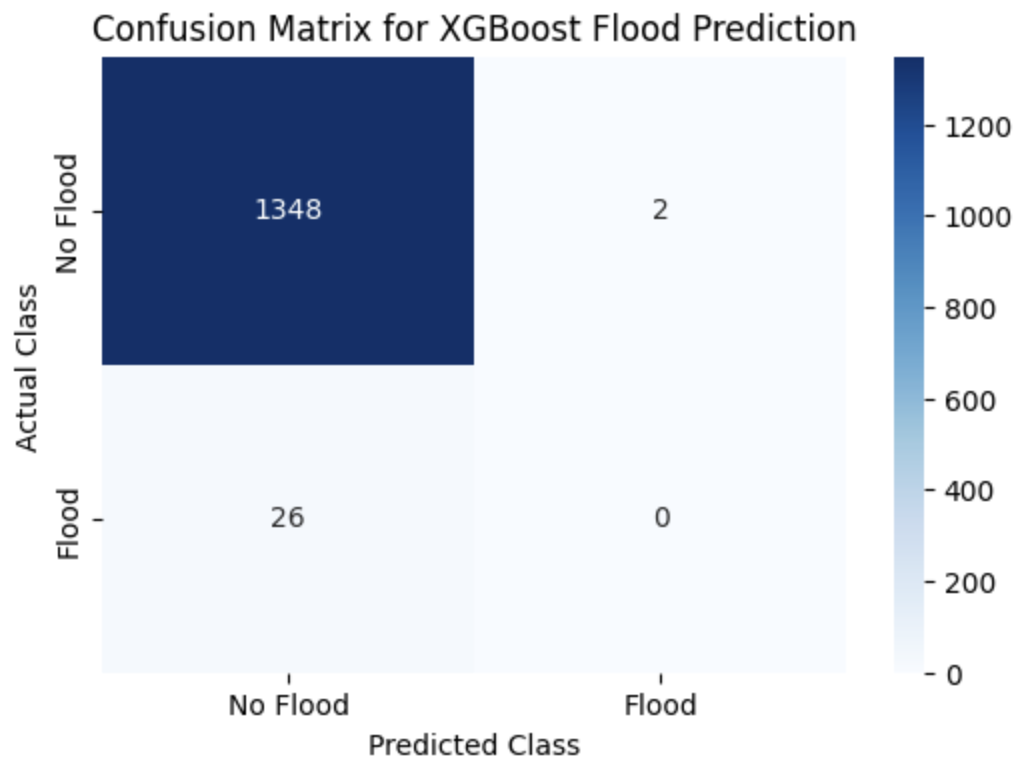 Confusion Matrix for XGBoost Flood Prediction
Actual Class
No Flood
Flood
1348
2
26
0
No Flood
Flood
Predicted Class
1200
1000
800
600
400
200
0